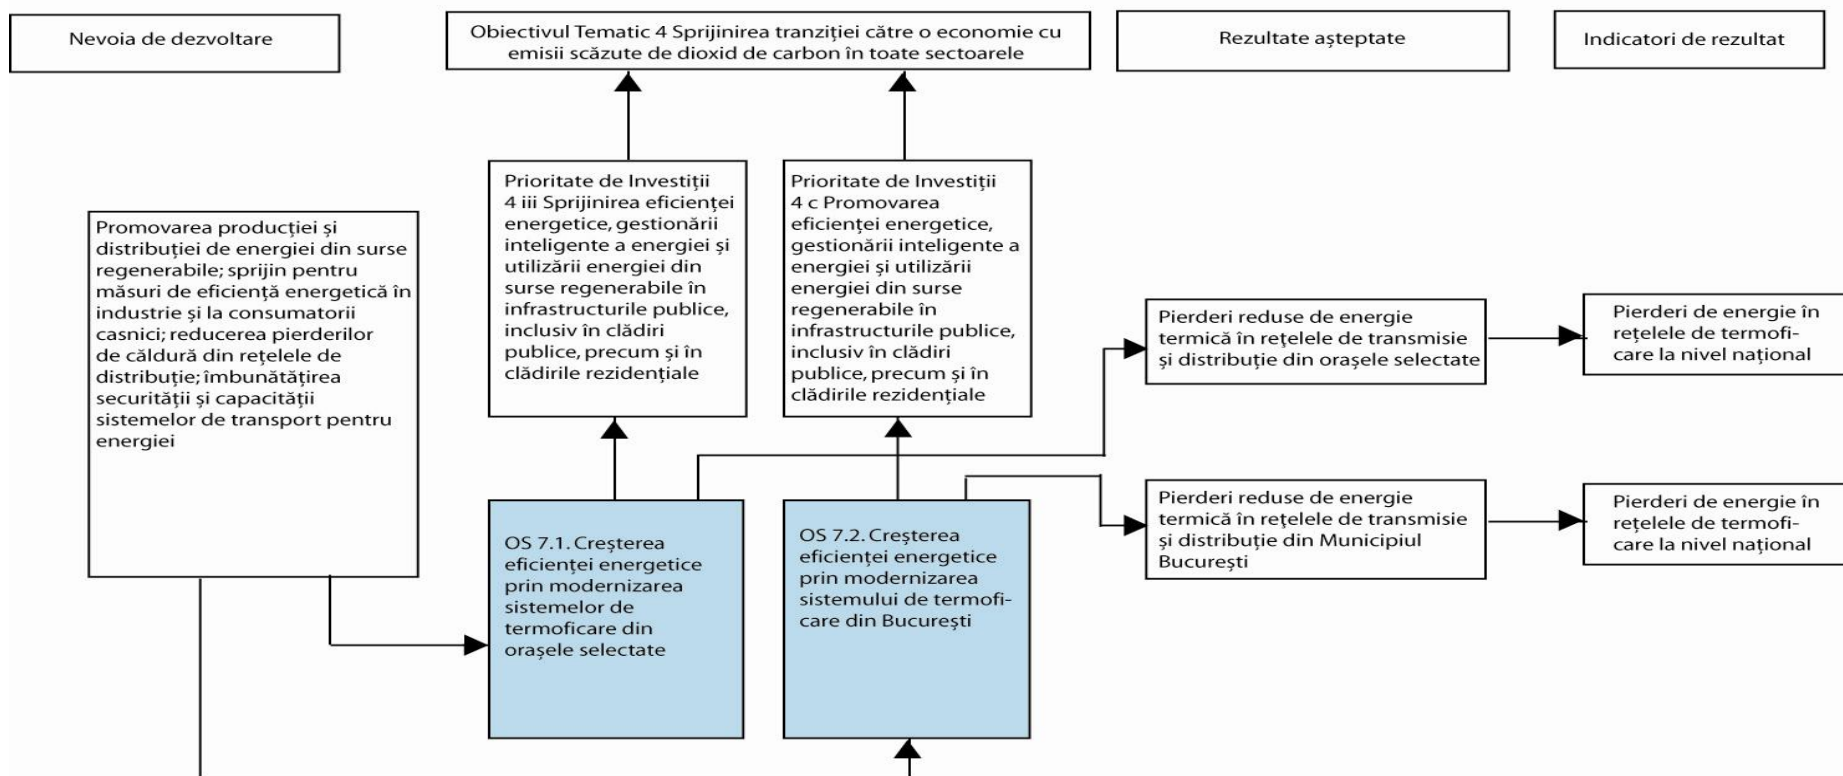 Nevoia de dezvoltare
Obiectivul Tematic 4 Sprijinirea tranziției către o economie cu
emisii scăzute de dioxid de carbon în toate sectoarele
Rezultate așteptate
Indicatori de rezultat
Promovarea producției și
distribuției de energiei din surse
regenerabile; sprijin pentru
măsuri de eficiență energetică în
industrie și la consumatorii
casnici; reducerea pierderilor
de căldură din rețelele de
distribuție; îmbunătățirea
securității și capacității
sistemelor de transport pentru
energiei
Prioritate de Investiții
4 iii Sprijinirea eficienței
energetice, gestionării
inteligente a energiei și
utilizării energiei din
surse regenerabile în
infrastructurile publice,
inclusiv în clădiri
publice, precum și în
clădirile rezidențiale
Prioritate de Investiții
4 c Promovarea
eficienței energetice,
gestionării inteligente a
energiei și utilizării
energiei din surse
regenerabile în
infrastructurile publice,
inclusiv în clădiri
publice, precum și în
clădirile rezidențiale
Pierderi reduse de energie
termică în rețelele de transmisie
și distribuție din orașele selectate
Pierderi de energie în
rețelele de termofi-
care la nivel național
OS 7.1. Creșterea
eficienței energetice
prin modernizarea
sistemelor de
termoficare din
orașele selectate
OS 7.2. Creșterea
eficienței energetice
prin modernizarea
sistemului de termofi-
care din București
Pierderi reduse de energie
termică în rețelele de transmisie
și distribuție din Municipiul
București
Pierderi de energie în
rețelele de termofi-
care la nivel național